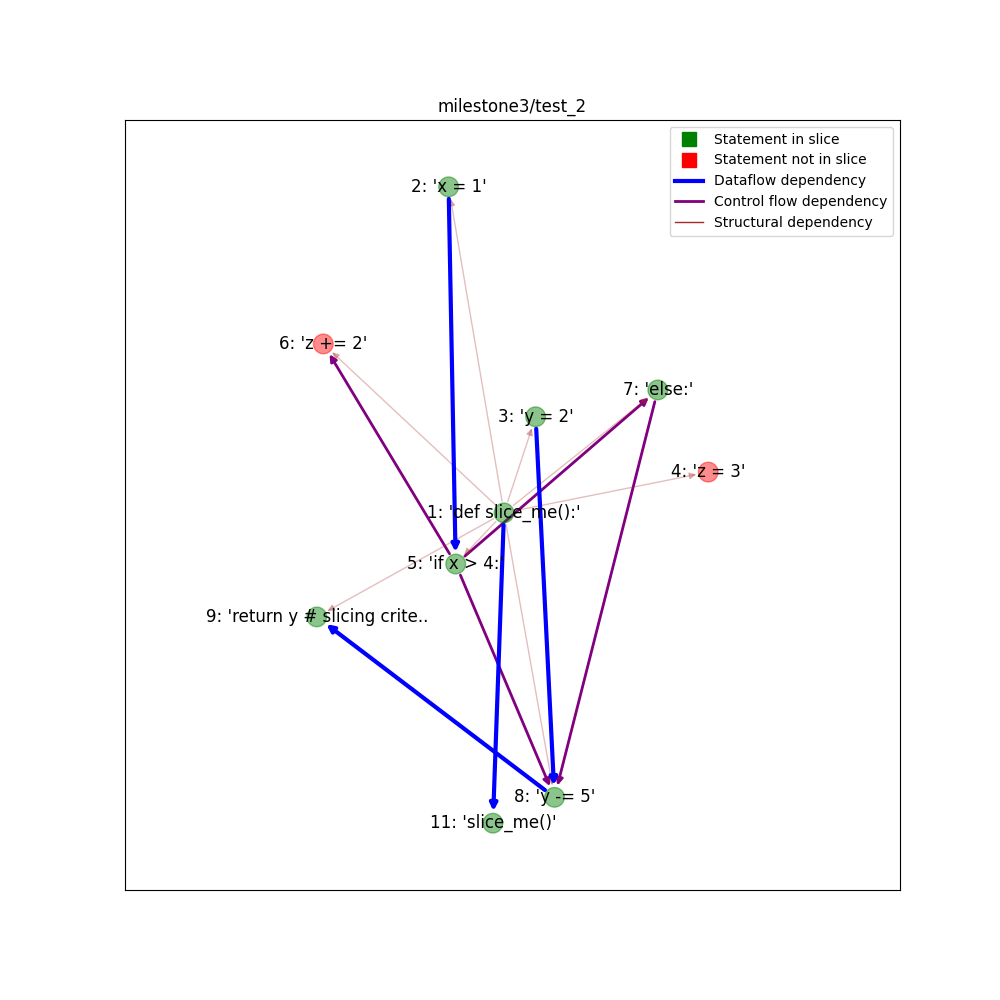 milestone3/test_2
Statement in slice
Statement not in slice
Dataflow dependency
Control flow dependency
Structural dependency
2: 'x = 1'
6: 'z += 2'
7: 'else:'
3: 'y = 2'
4: 'z = 3'
1: 'def slice_me():'
5: 'if x > 4:
9: 'return y # slicing crite..
8: 'y -= 5'
11: 'slice_me()'